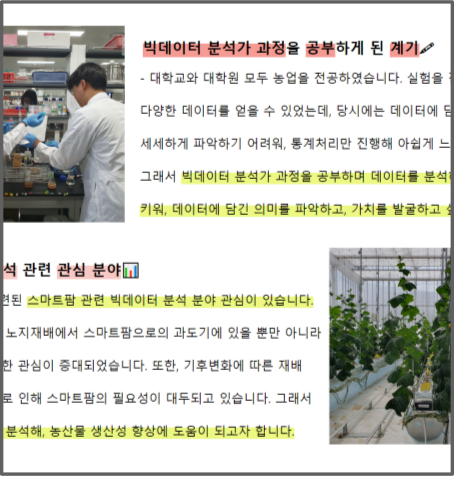 빅데이터 분석가 과정을 공부하게 된 계기🖋
- 대학교와 대학원 모두 농업을 전공하였습니다. 실험을
다양한 데이터를 얻을 수 있었는데, 당시에는 데이터에
세세하게 파악하기 어려워, 통계처리만 진행해 아쉽게
그래서 빅데이터 분석가 과정을 공부하며 데이터를
키워, 데이터에 담긴 의미를 파악하고, 가치를 발굴하고
석 관련 관심 분야📊
련된 스마트팜 관련 빅데이터 분석 분야 관심이 있습니다.
노지재배에서 스마트팜으로의 과도기에 있을 뿐만 아니라
한 관심이 증대되었습니다. 또한, 기후변화에 따른 재배
로 인해 스마트팜의 필요성이 대두되고 있습니다. 그래서
분석해, 농산물 생산성 향상에 도움이 되고자 합니다.